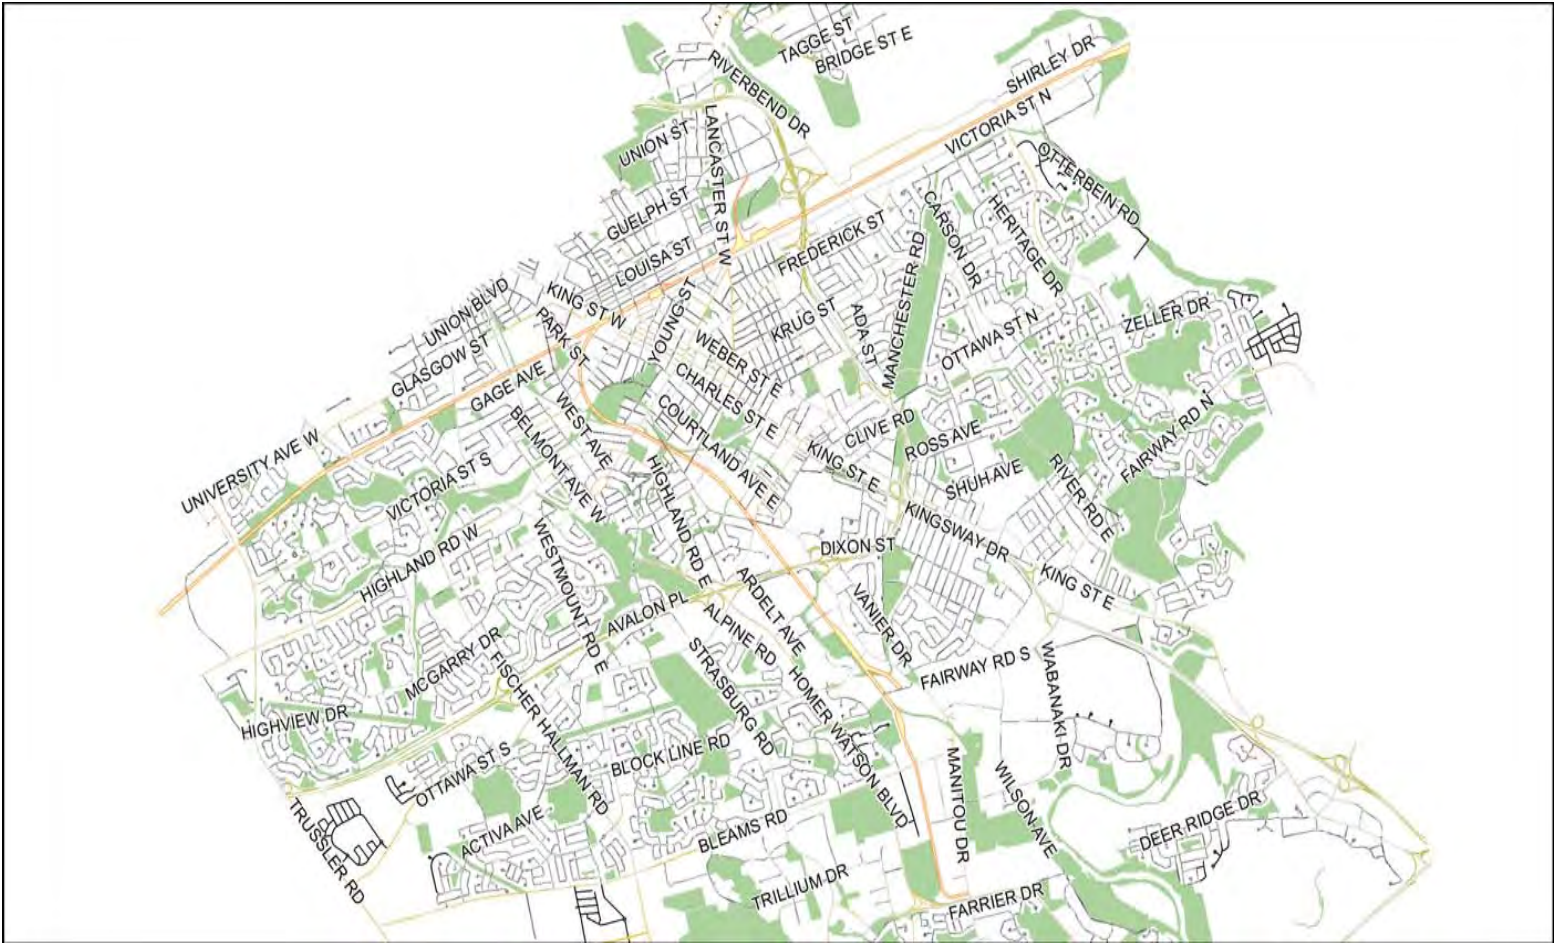 TAGGE ST
BRIDGE ST E
SHIRLEY DR
RIVERBEND DR
LANCASTER ST W
VICTORIA ST N
UNION ST
OTTERBEIN RD
GUELPH ST
CARSON DR
HERITAGE DR
FREDERICK ST
LOUISA ST
MANCHESTER RD
UNION BLVD
KING ST W
YOUNG ST
KRUG ST
ADA ST
ZELLER DR
PARK ST
OTTAWA ST N
GLASGOW ST
WEBER ST E
GAGE AVE
CHARLES ST E
WEST AVE
COURTLAND AVE E
BELMONT AVE W
CLIVE RD
ROSS AVE
FAIRWAY RD N
UNIVERSITY AVE W
KING ST E
VICTORIA ST S
HIGHLAND RD E
SHUH AVE
RIVER RD E
KINGSWAY DR
HIGHLAND RD W
WESTMOUNT RD E
DIXON ST
KING ST E
ARDELT AVE
AVALON PL
VANIER DR
ALPINE RD
MCGARRY DR
STRASBURG RD
FAIRWAY RD S
WABANAKI DR
FISCHER HALLMAN RD
HOMER WATSON BLVD
HIGHVIEW DR
BLOCK LINE RD
OTTAWA ST S
MANITOU DR
WILSON AVE
TRUSSLER RD
ACTIVA AVE
BLEAMS RD
DEER RIDGE DR
TRILLIUM DR
FARRIER DR